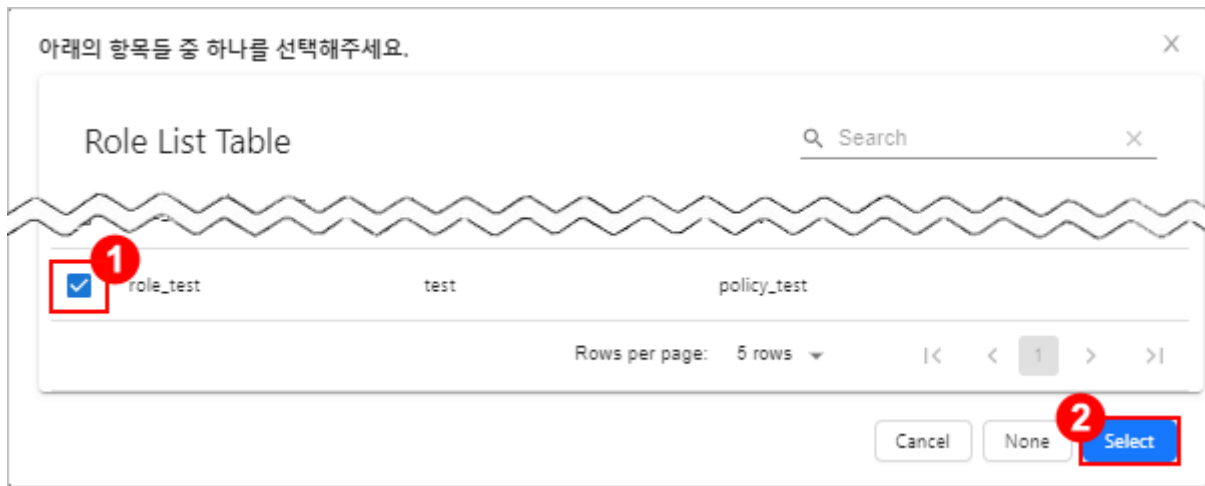 아래의 항목들 중 하나를 선택해주세요.
Role List Table
Search
1
role_test test policy_test
Rows per page: 5 rows 1
2
Cancel None Select